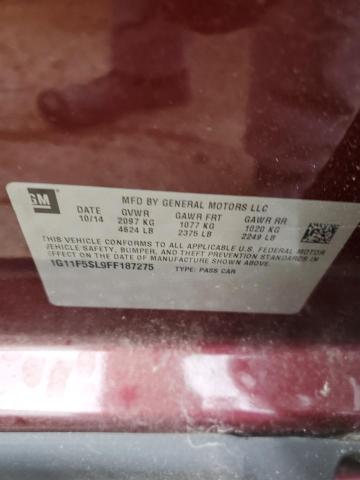 GM
MFD BY GENERAL MOTORS LLC
DATE GVWR GAWR FRT GAWR RR
10/14 2097 KG 1077 KG 1020 KG
4624 LB 2375 LB 2249 LB
THIS VEHICLE CONFORMS TO ALL APPLICABLE U.S. FEDERAL MOTOR
VEHICLE SAFETY, BUMPER, AND THEFT PREVENTION STANDARDS IN
EFFECT ON THE DATE OF MANUFACTURE SHOWN ABOVE.
1G11F5SL9FF187275 TYPE: PASS CAR